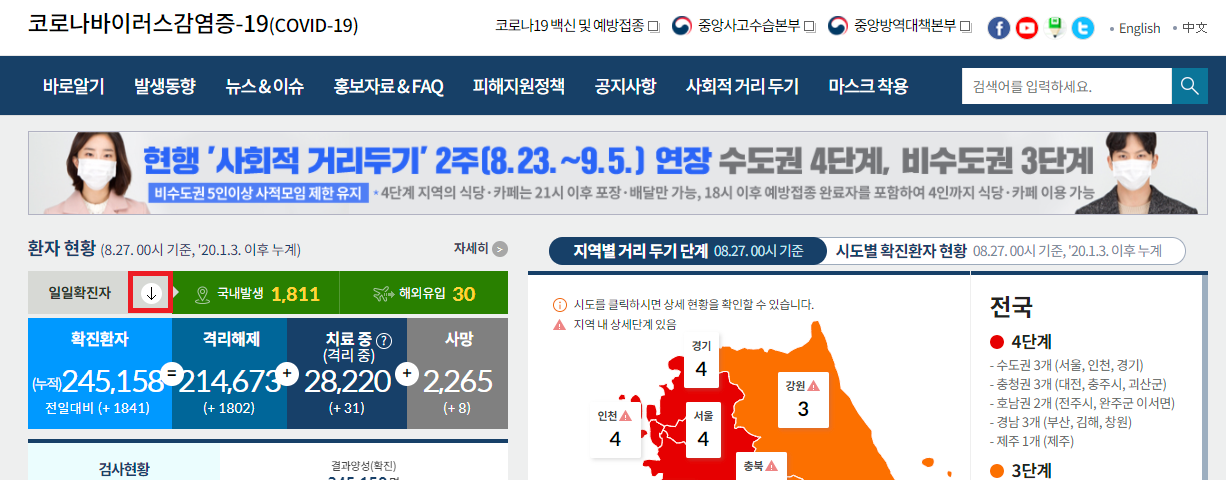 코로나바이러스감염증-19(COVID-19)
코로나19 백신 및 예방접종 중앙사고수습본부 중앙방역대책본부 English 中文
바로알기 발생동향 뉴스 & 이슈 홍보자료 & FAQ 피해지원정책 공지사항 사회적 거리 두기 마스크 착용 검색어를 입력하세요.
현행 '사회적 거리두기' 2주(8.23.~9.5.) 연장 수도권 4단계, 비수도권 3단계
비수도권 5인이상 사적모임 제한 유지 * 4단계 지역의 식당·카페는 21시 이후 포장·배달만 가능, 18시 이후 예방접종 완료자를 포함하여 4인까지 식당·카페 이용 가능
환자 현황 (8.27. 00시 기준, '20.1.3. 이후 누계) 자세히 >
일일확진자 ↓ 국내발생 1,811 해외유입 30
확진환자 격리해제 치료 중 ? 사망
(격리 중)
(누적)245,158 = 214,673 + 28,220 + 2,265
전일대비 (+ 1841) (+ 1802) (+ 31) (+ 8)
검사현황 결과양성(확진)
지역별 거리 두기 단계 08.27. 00시 기준 시도별 확진환자 현황 08.27. 00시 기준, '20.1.3. 이후 누계
시도를 클릭하시면 상세 현황을 확인할 수 있습니다.
지역 내 상세단계 있음
경기
4
강원
3
인천
4
서울
4
충북
전국
4단계
- 수도권 3개 (서울, 인천, 경기)
- 충청권 3개 (대전, 충주시, 괴산군)
- 호남권 2개 (전주시, 완주군 이서면)
- 경남 3개 (부산, 김해, 창원)
- 제주 1개 (제주)
3단계